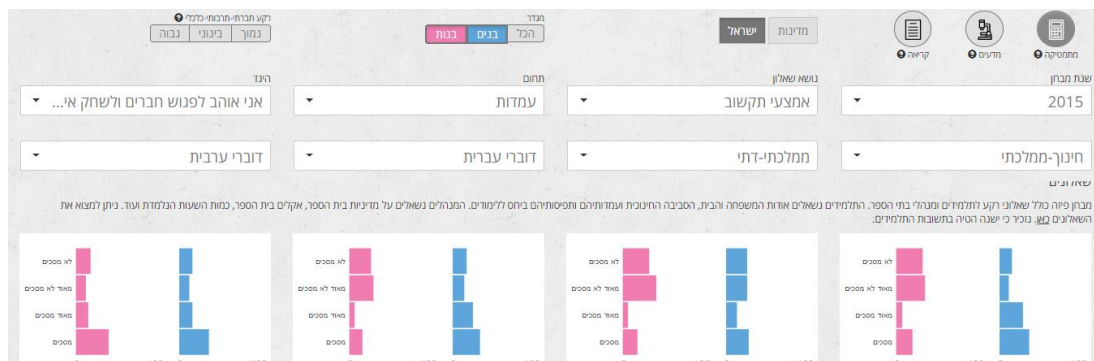 מתמטיקה
מדעים
קריאה
מדינות ישראל
מגדר
הכל בנים בנות
רקע חברתי-תרבותי-כלכלי
נמוך בינוני גבוה
שנת מבחן
נושא שאלון
תחום
היגד
2015
אמצעי תקשוב
עמדות
אני אוהב לפגוש חברים ולשחק אי...
חינוך-ממלכתי
ממלכתי-דתי
דוברי עברית
דוברי ערבית
שאלונים
מבחן פיזה כולל שאלוני רקע לתלמידים ומנהלי בתי הספר. התלמידים נשאלים אודות המשפחה והבית, הסביבה החינוכית ועמדותיהם ותפיסותיהם ביחס ללימודים. המנהלים נשאלים על מדיניות בית הספר, אקלים בית הספר, כמות השעות הנלמדת ועוד. ניתן למצוא את
השאלונים כאן. נזכיר כי ישנה הטיה בתשובות התלמידים.
לא מסכים
מאוד לא מסכים
מאוד מסכים
מסכים
לא מסכים
מאוד לא מסכים
מאוד מסכים
מסכים
לא מסכים
מאוד לא מסכים
מאוד מסכים
מסכים
לא מסכים
מאוד לא מסכים
מאוד מסכים
מסכים